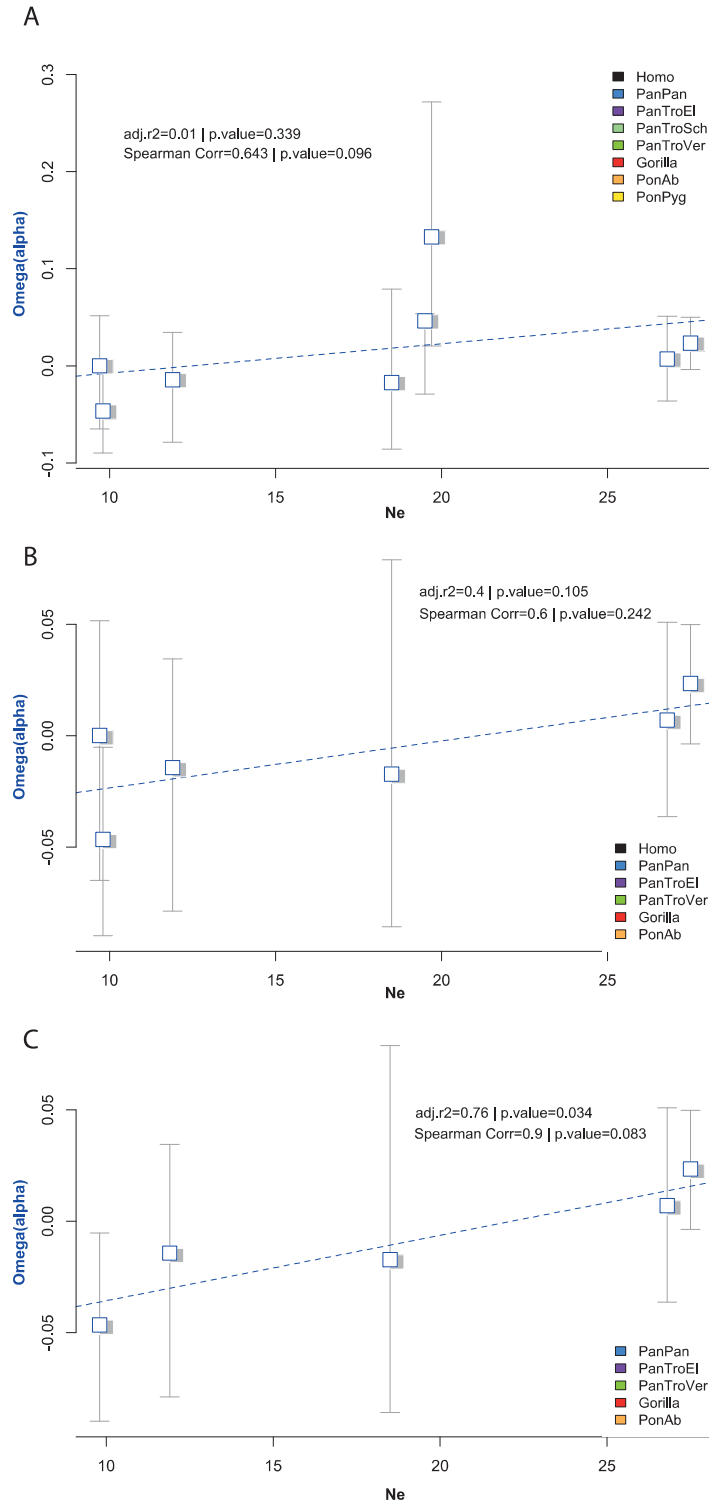 A
0.3
0.2
0.1
0.0
-0.1
Omega(alpha)
adj.r2=0.01 | p.value=0.339
Spearman Corr=0.643 | p.value=0.096
Homo
PanPan
PanTroEl
PanTroSch
PanTroVer
Gorilla
PonAb
PonPyg
10
15
20
25
Ne
B
0.05
0.00
-0.05
Omega(alpha)
adj.r2=0.4 | p.value=0.105
Spearman Corr=0.6 | p.value=0.242
Homo
PanPan
PanTroEl
PanTroVer
Gorilla
PonAb
10
15
20
25
Ne
C
0.05
0.00
-0.05
Omega(alpha)
adj.r2=0.76 | p.value=0.034
Spearman Corr=0.9 | p.value=0.083
PanPan
PanTroEl
PanTroVer
Gorilla
PonAb
10
15
20
25
Ne